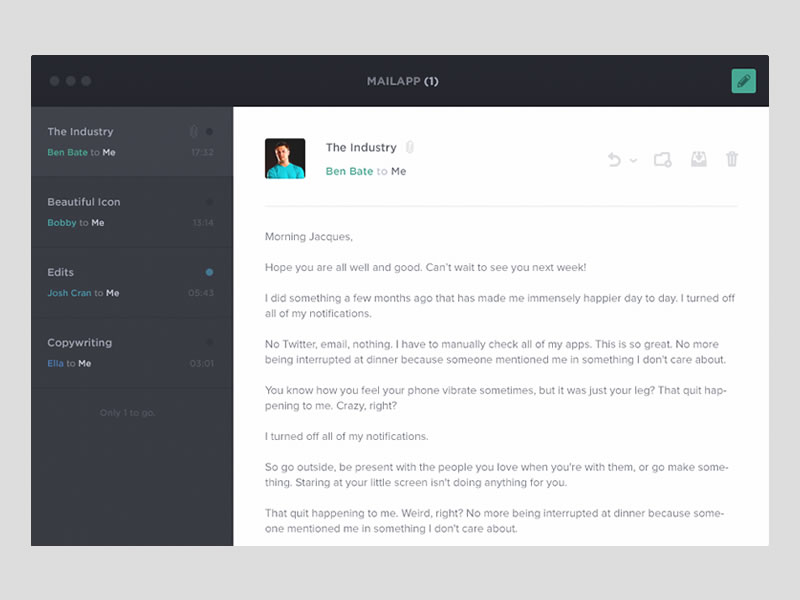 MAILAPP (1)
The Industry
Ben Bate to Me
17:32
Beautiful Icon
Bobby to Me
13:14
Edits
Josh Cran to Me
05:43
Copywriting
Ella to Me
03:01
Only 1 to go.
The Industry
Ben Bate to Me
Morning Jacques,
Hope you are all well and good. Can't wait to see you next week!
I did something a few months ago that has made me immensely happier day to day. I turned off
all of my notifications.
No Twitter, email, nothing. I have to manually check all of my apps. This is so great. No more
being interrupted at dinner because someone mentioned me in something I don't care about.
You know how you feel your phone vibrate sometimes, but it was just your leg? That quit hap-
pening to me. Crazy, right?
I turned off all of my notifications.
So go outside, be present with the people you love when you're with them, or go make some-
thing. Staring at your little screen isn't doing anything for you.
That quit happening to me. Weird, right? No more being interrupted at dinner because some-
one mentioned me in something I don't care about.